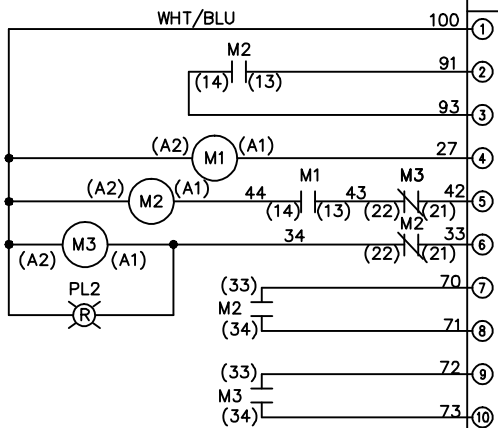 WHT/BLU 100 1
M2 91 2
(14) (13)
93 3
(A2) M1 (A1) 27 4
M1 M3
(A2) M2 (A1) 44 43 42 5
(14) (13) (22) (21)
M2
M3 34 33 6
(A2) (A1) (22) (21)
PL2
R
(33) 70 7
M2
(34) 71 8
(33) 72 9
M3
(34) 73 10